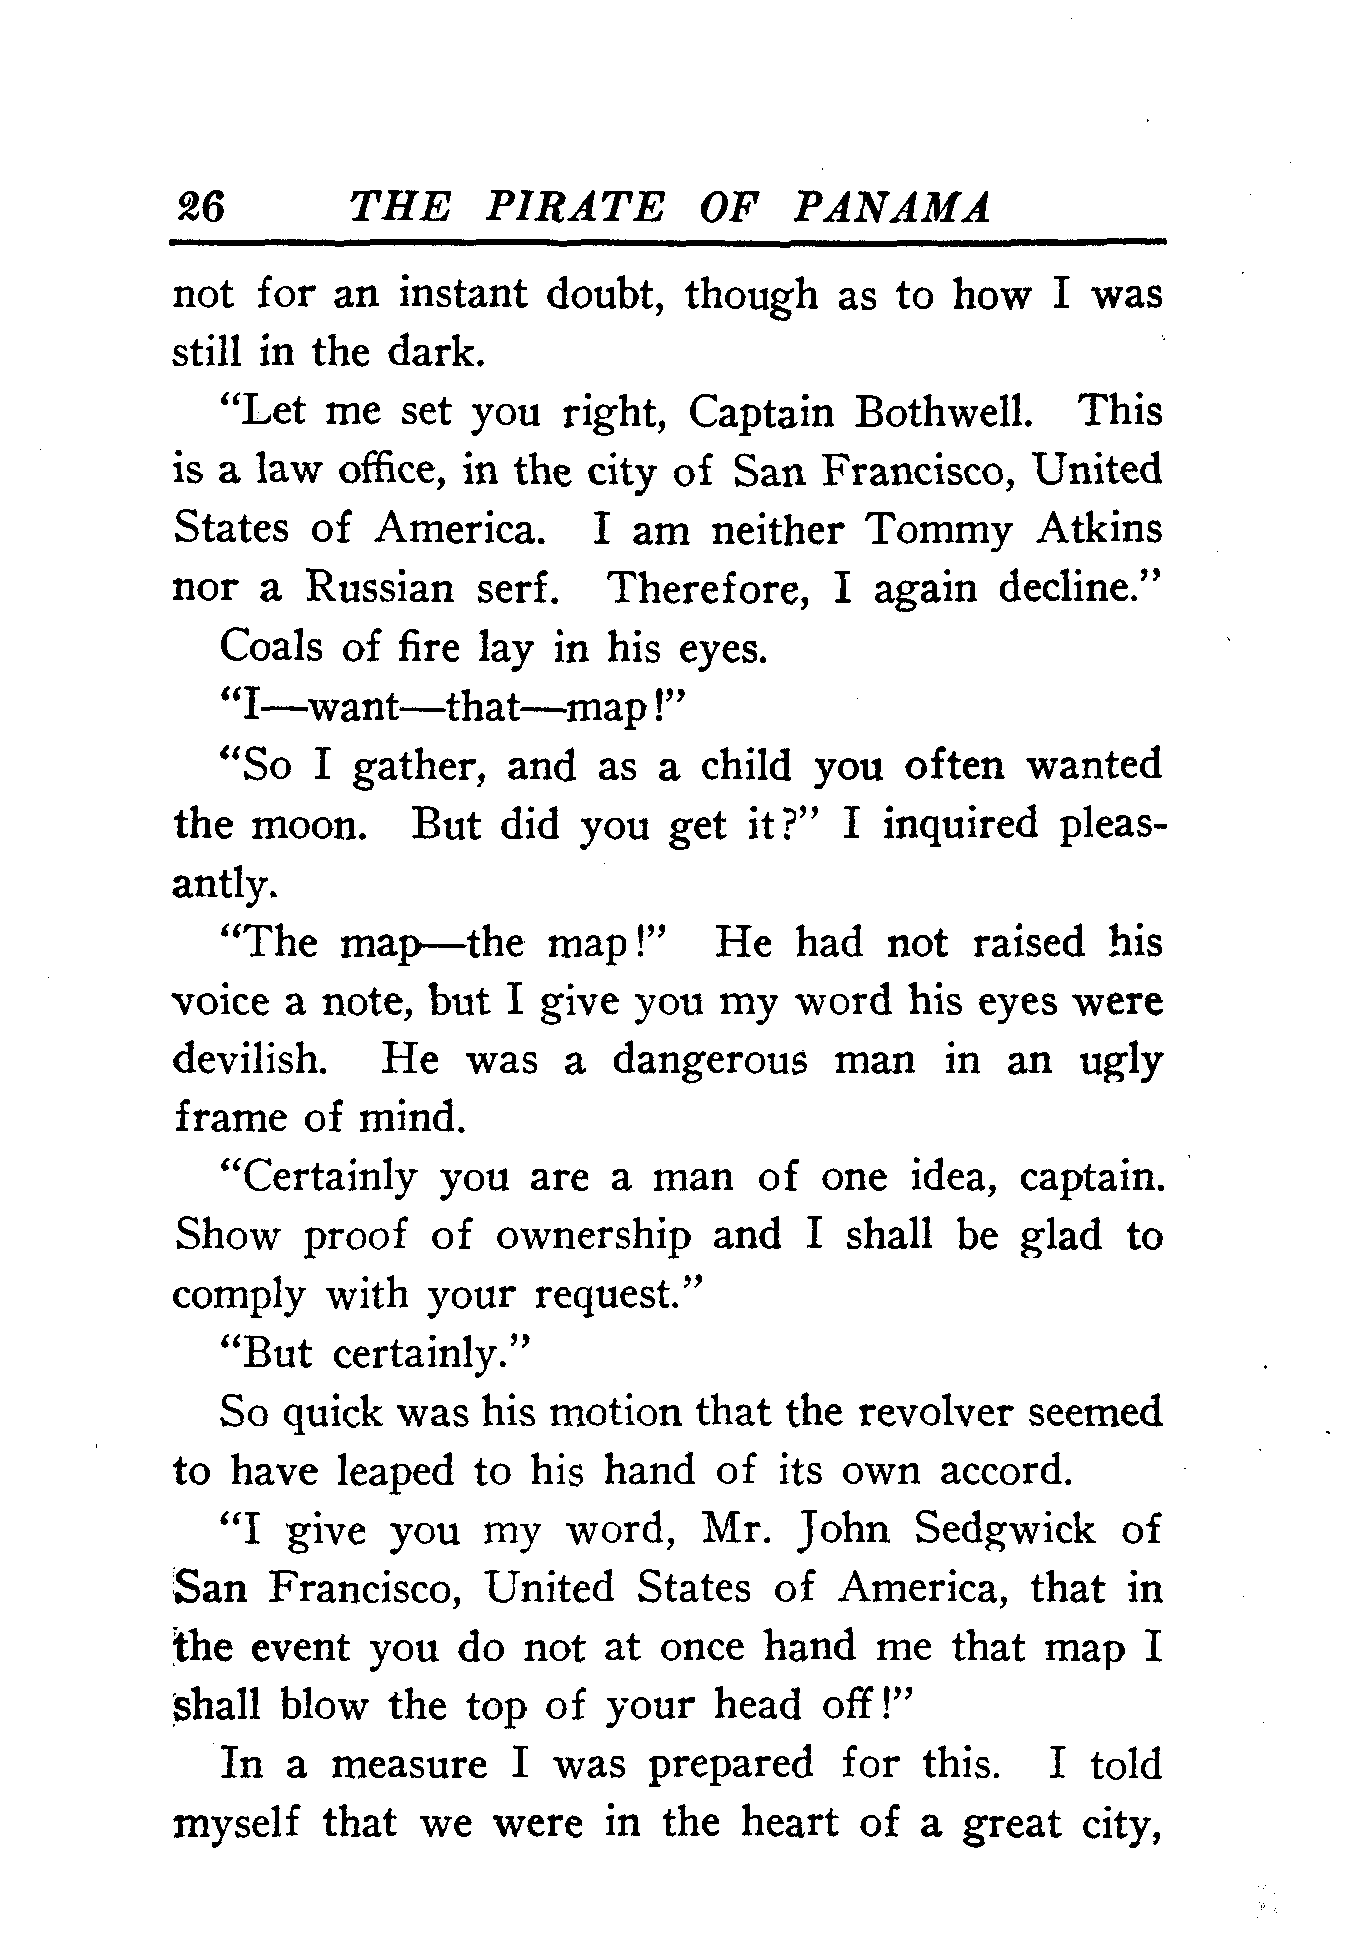 26 THE PIRATE OF PANAMA
not for an instant doubt, though as to how I was
still in the dark.
“Let me set you right, Captain Bothwell. This
is a law office, in the city of San Francisco, United
States of America. I am neither Tommy Atkins
nor a Russian serf. Therefore, I again decline.”
Coals of fire lay in his eyes.
“I—want—that—map!”
“So I gather, and as a child you often wanted
the moon. But did you get it?” I inquired pleas-
antly.
“The map—the map!” He had not raised his
voice a note, but I give you my word his eyes were
devilish. He was a dangerous man in an ugly
frame of mind.
“Certainly you are a man of one idea, captain.
Show proof of ownership and I shall be glad to
comply with your request.”
“But certainly.”
So quick was his motion that the revolver seemed
to have leaped to his hand of its own accord.
“I give you my word, Mr. John Sedgwick of
San Francisco, United States of America, that in
the event you do not at once hand me that map I
shall blow the top of your head off!”
In a measure I was prepared for this. I told
myself that we were in the heart of a great city,